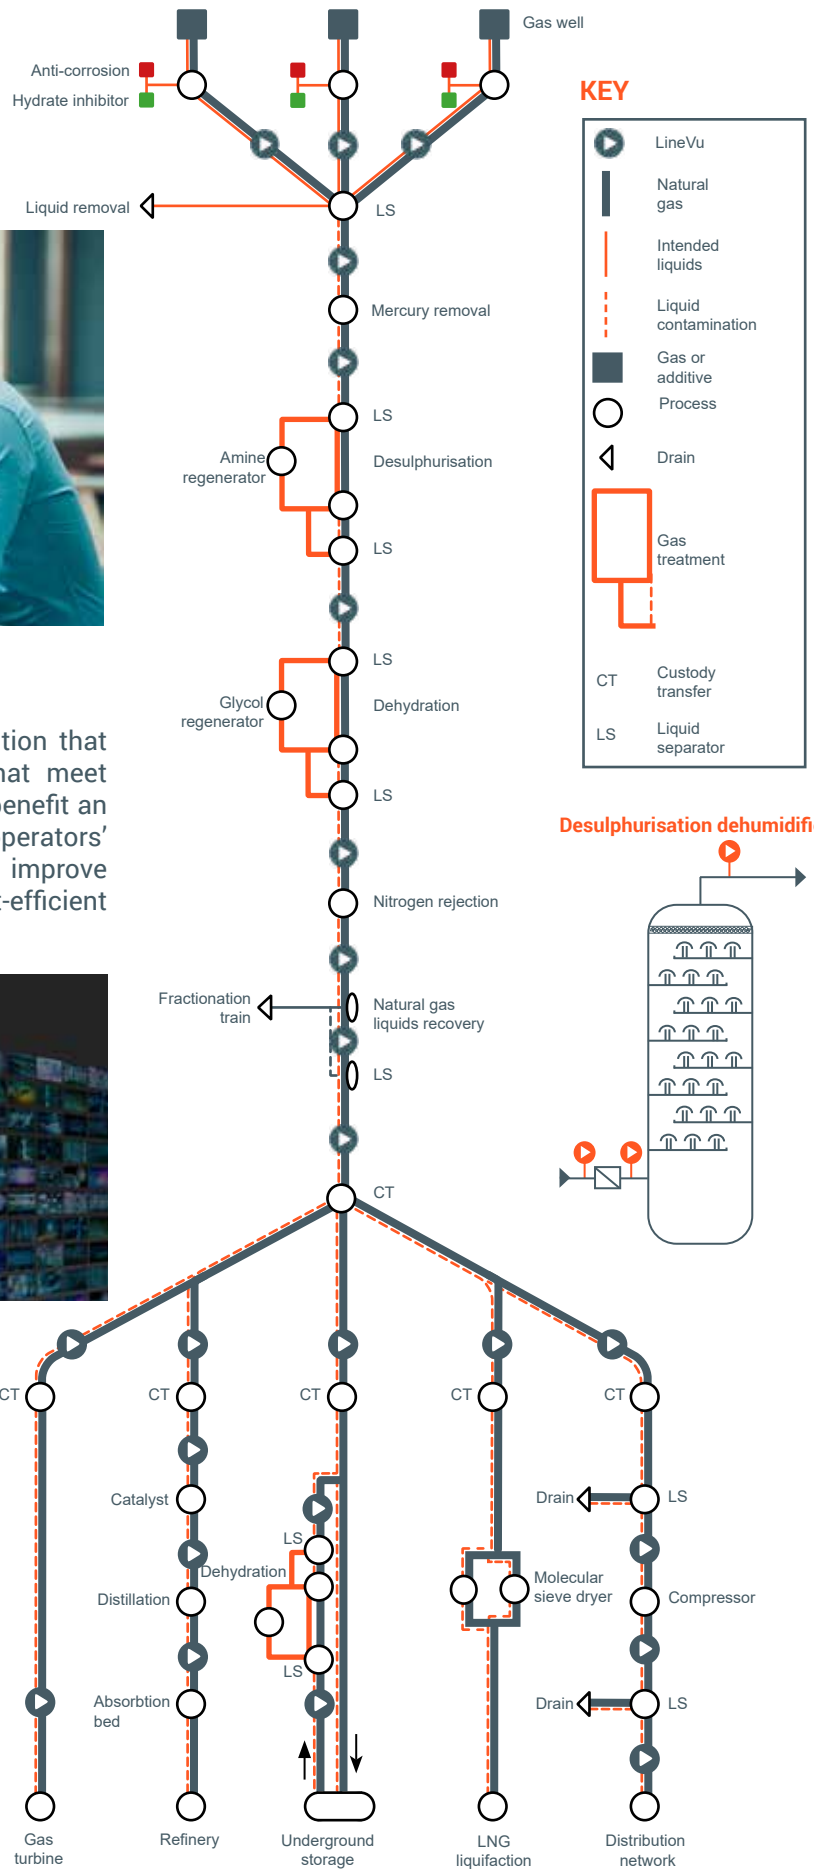 Gas well
Anti-corrosion
Hydrate inhibitor
KEY
LineVu
Natural
gas
Liquid removal
LS
Intended
liquids
Mercury removal
Liquid
contamination
Gas or
additive
Process
LS
Amine
regenerator
Desulphurisation
Drain
LS
Gas
treatment
LS
Glycol
regenerator
Dehydration
CT
Custody
transfer
LS
Liquid
separator
tion that
hat meet
benefit an
perators'
improve
t-efficient
LS
Desulphurisation dehumidifi
Nitrogen rejection
Fractionation
train
Natural gas
liquids recovery
LS
CT
CT
CT
CT
CT
CT
Catalyst
Drain
LS
LS
Dehydration
Molecular
sieve dryer
Distillation
Compressor
LS
Absorbtion
bed
Drain
LS
Gas
turbine
Refinery
Underground
storage
LNG
liquifaction
Distribution
network